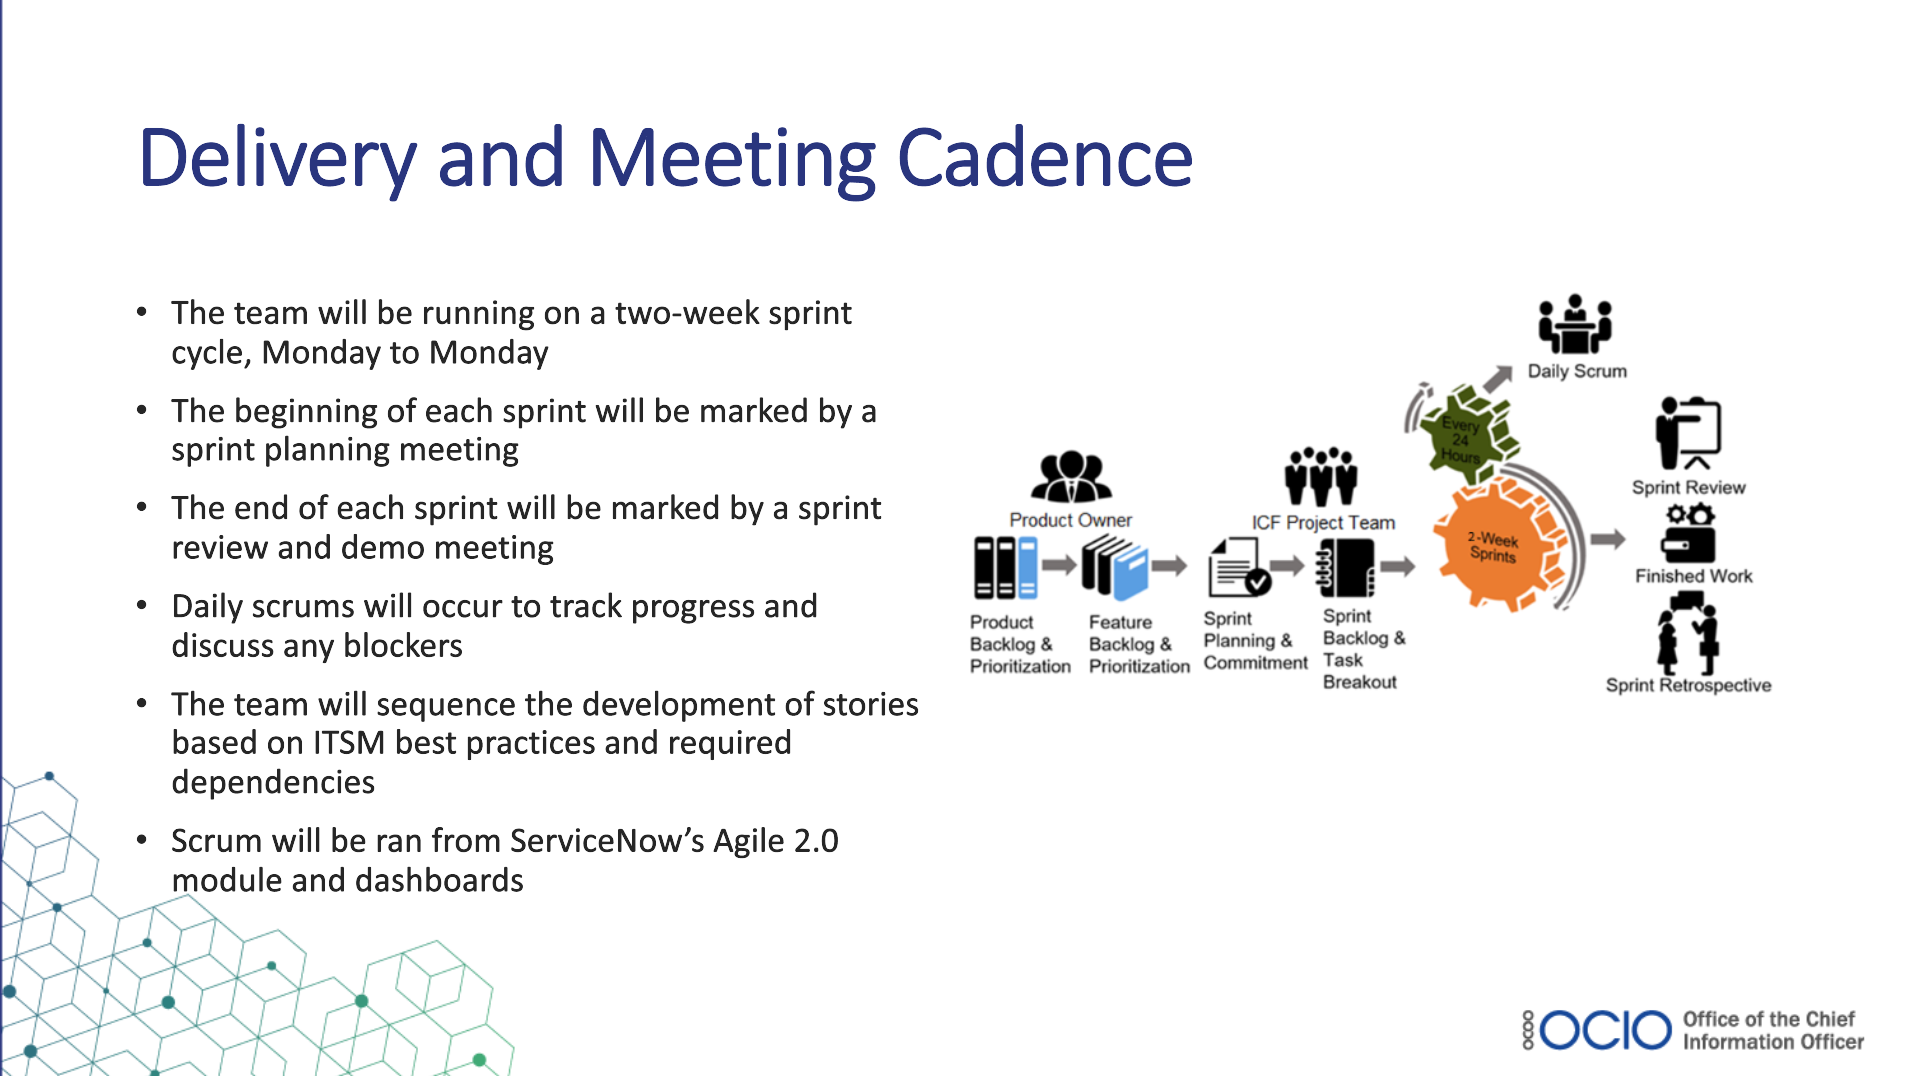 Delivery and Meeting Cadence
• The team will be running on a two-week sprint
cycle, Monday to Monday
• The beginning of each sprint will be marked by a
sprint planning meeting
• The end of each sprint will be marked by a sprint
review and demo meeting
• Daily scrums will occur to track progress and
discuss any blockers
• The team will sequence the development of stories
based on ITSM best practices and required
dependencies
• Scrum will be ran from ServiceNow’s Agile 2.0
module and dashboards
Product Owner
Product
Backlog &
Prioritization
Feature
Backlog &
Prioritization
ICF Project Team
Sprint
Planning &
Commitment
Sprint
Backlog &
Task
Breakout
Every
24
Hours
2-Week
Sprints
Daily Scrum
Sprint Review
Finished Work
Sprint Retrospective
OCIO
Office of the Chief
Information Officer